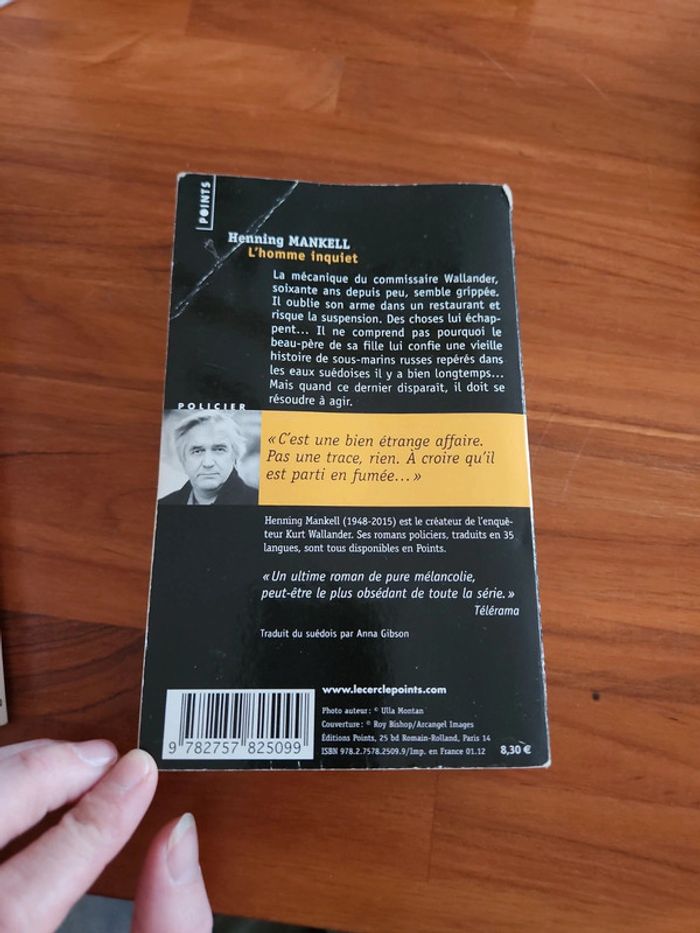 POINTS
Henning MANKELL
L'homme inquiet
La mécanique du commissaire Wallander,
soixante ans depuis peu, semble grippée.
Il oublie son arme dans un restaurant et
risque la suspension. Des choses lui échap-
pent... Il ne comprend pas pourquoi le
beau-père de sa fille lui confie une vieille
histoire de sous-marins russes repérés dans
les eaux suédoises il y a bien longtemps...
Mais quand ce dernier disparaît, il doit se
résoudre à agir.
POLICIER
« C'est une bien étrange affaire.
Pas une trace, rien. À croire qu'il
est parti en fumée... »
Henning Mankell (1948-2015) est le créateur de l'enquê-
teur Kurt Wallander. Ses romans policiers, traduits en 35
langues, sont tous disponibles en Points.
« Un ultime roman de pure mélancolie,
peut-être le plus obsédant de toute la série. »
Télérama
Traduit du suédois par Anna Gibson
www.lecerclepoints.com
Photo auteur : © Ulla Montan
Couverture : © Roy Bishop/Arcangel Images
Éditions Points, 25 bd Romain-Rolland, Paris 14
ISBN 978.2.7578.2509.9/Imp. en France 01.12
8,30 €
9 782757 825099